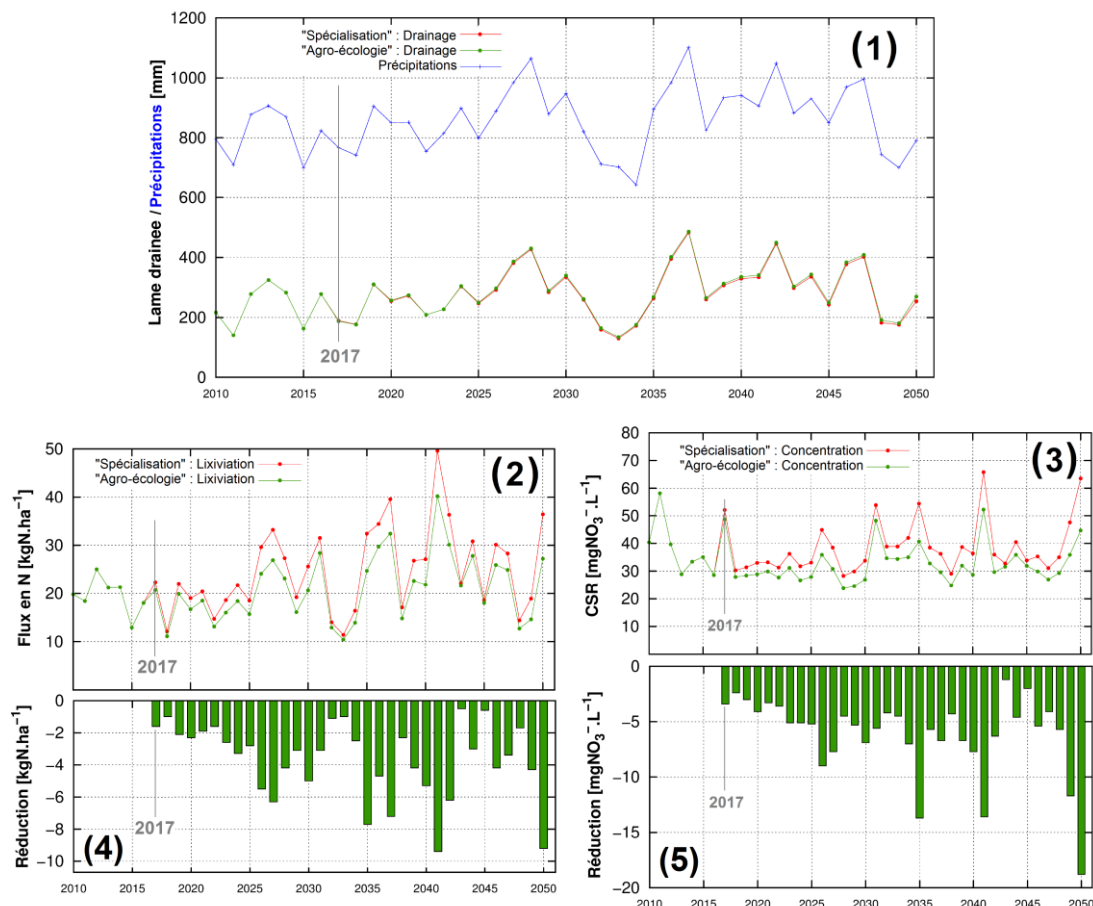 1200
1000
800
600
400
200
0
Lame drainee / Précipitations [mm]
"Spécialisation" : Drainage
"Agro-écologie" : Drainage
Précipitations
(1)
2017
2010 2015 2020 2025 2030 2035 2040 2045 2050
50
40
30
20
10
Flux en N [kgN.ha⁻¹]
"Spécialisation" : Lixiviation
"Agro-écologie" : Lixiviation
(2)
2017
80
70
60
50
40
30
20
10
0
CSR [mgNO₃⁻.L⁻¹]
"Spécialisation" : Concentration
"Agro-écologie" : Concentration
(3)
2017
0
−2
−4
−6
−8
−10
Réduction [kgN.ha⁻¹]
2017
(4)
2010 2015 2020 2025 2030 2035 2040 2045 2050
0
−5
−10
−15
−20
Réduction [mgNO₃⁻.L⁻¹]
2017
(5)
2010 2015 2020 2025 2030 2035 2040 2045 2050